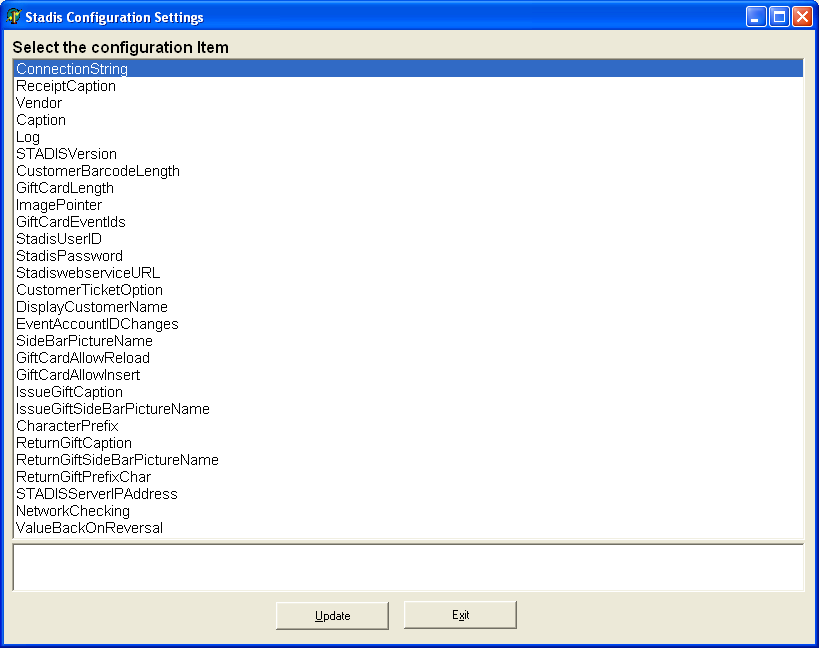 Stadis Configuration Settings
Select the configuration Item
ConnectionString
ReceiptCaption
Vendor
Caption
Log
STADISVersion
CustomerBarcodeLength
GiftCardLength
ImagePointer
GiftCardEventIds
StadisUserID
StadisPassword
StadiswebserviceURL
CustomerTicketOption
DisplayCustomerName
EventAccountIDChanges
SideBarPictureName
GiftCardAllowReload
GiftCardAllowInsert
IssueGiftCaption
IssueGiftSideBarPictureName
CharacterPrefix
ReturnGiftCaption
ReturnGiftSideBarPictureName
ReturnGiftPrefixChar
STADISServerIPAddress
NetworkChecking
ValueBackOnReversal
Update Exit